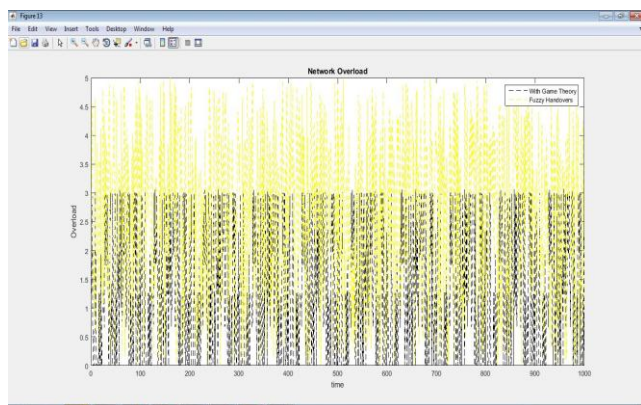 Figure 13
File Edit View Insert Tools Desktop Window Help
Network Overload
With Game Theory
Fuzzy Handovers
5
4.5
4
3.5
3
2.5
2
1.5
1
0.5
0
Overload
0 100 200 300 400 500 600 700 800 900 1000
time